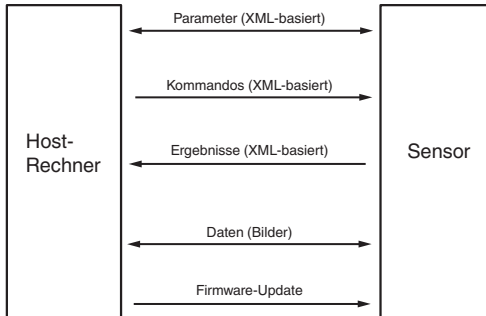 Parameter (XML-basiert)
Kommandos (XML-basiert)
Host-
Rechner
Ergebnisse (XML-basiert)
Sensor
Daten (Bilder)
Firmware-Update